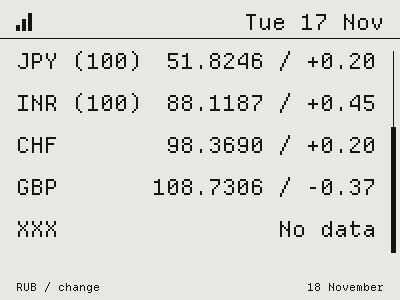 Tue 17 Nov
JPY (100) 51.8246 / +0.20
INR (100) 88.1187 / +0.45
CHF 98.3690 / +0.20
GBP 108.7306 / -0.37
XXX No data
RUB / change 18 November